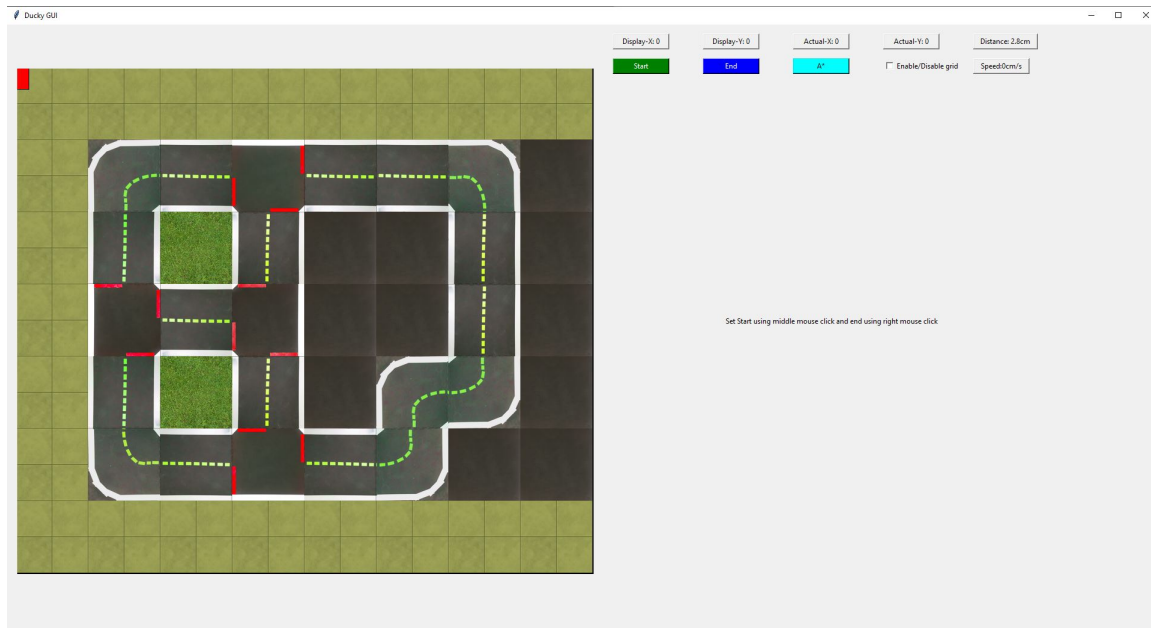 Ducky GUI
Display-X: 0
Display-Y: 0
Actual-X: 0
Actual-Y: 0
Distance: 2.8cm
Start
End
A*
Enable/Disable grid
Speed:0cm/s
Set Start using middle mouse click and end using right mouse click